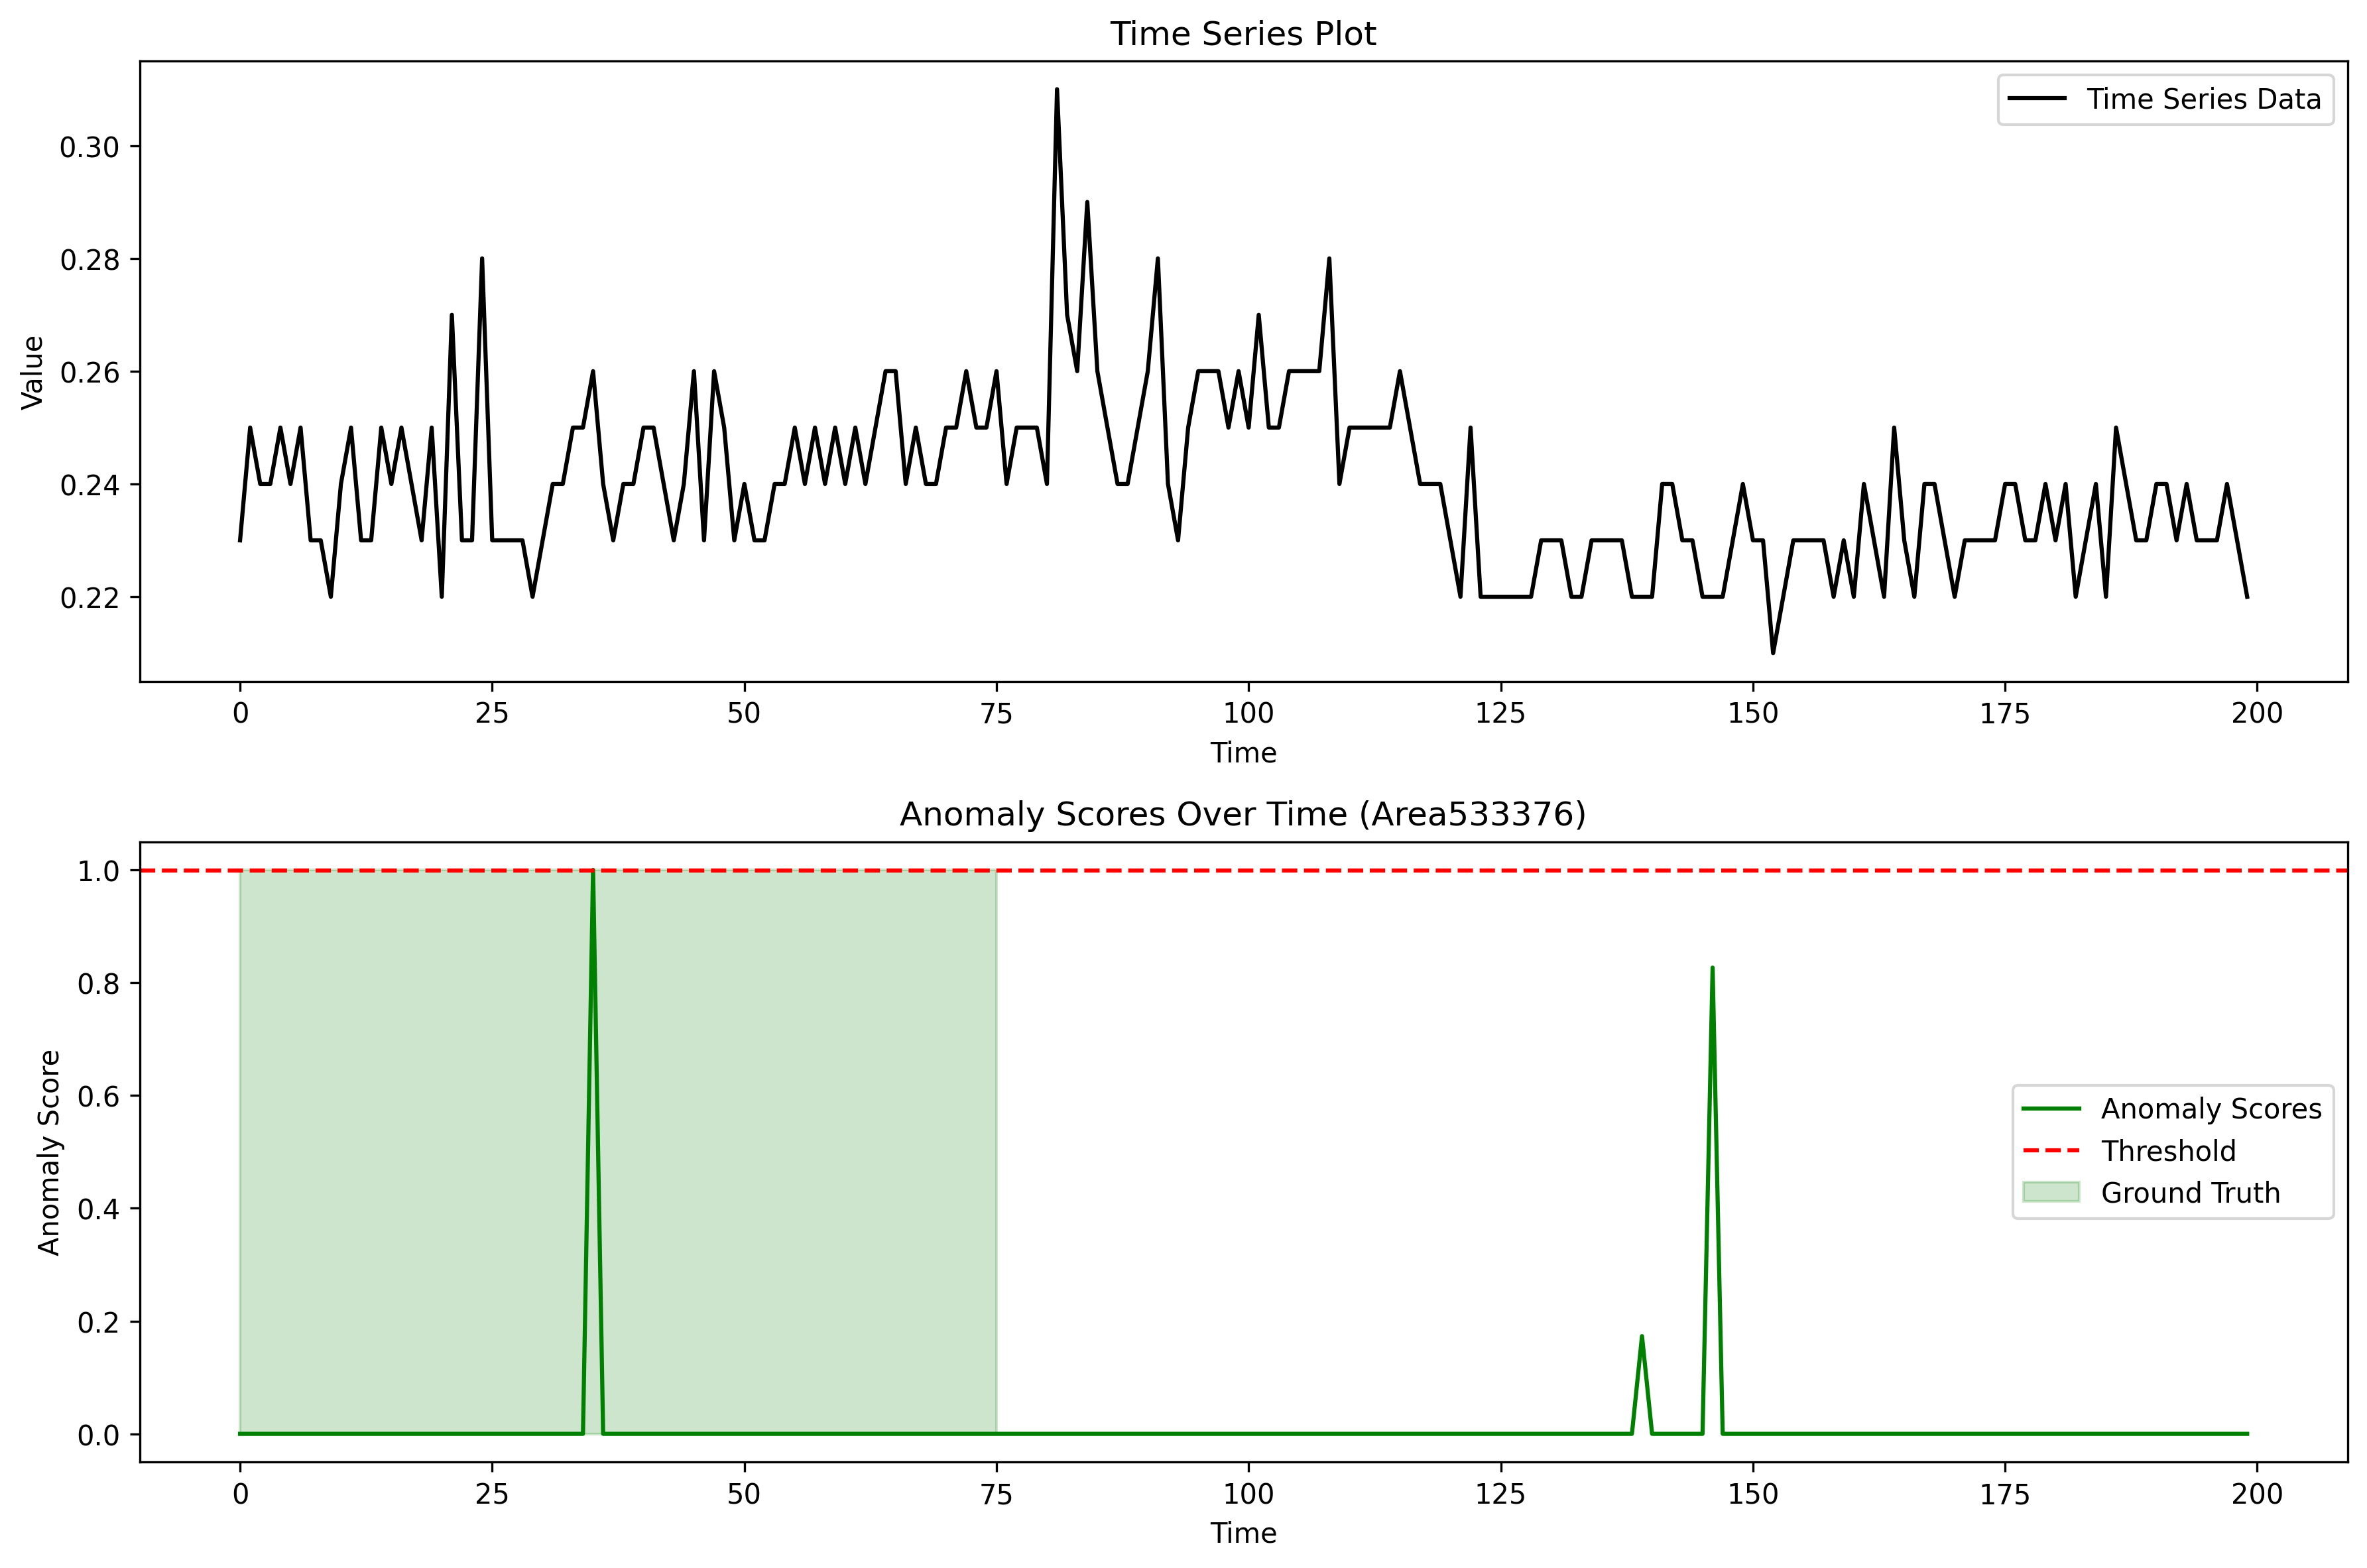 Time Series Plot
Time Series Data
Value
0.30
0.28
0.26
0.24
0.22
0 25 50 75 100 125 150 175 200
Time
Anomaly Scores Over Time (Area533376)
Anomaly Score
1.0
0.8
0.6
0.4
0.2
0.0
Anomaly Scores
Threshold
Ground Truth
0 25 50 75 100 125 150 175 200
Time